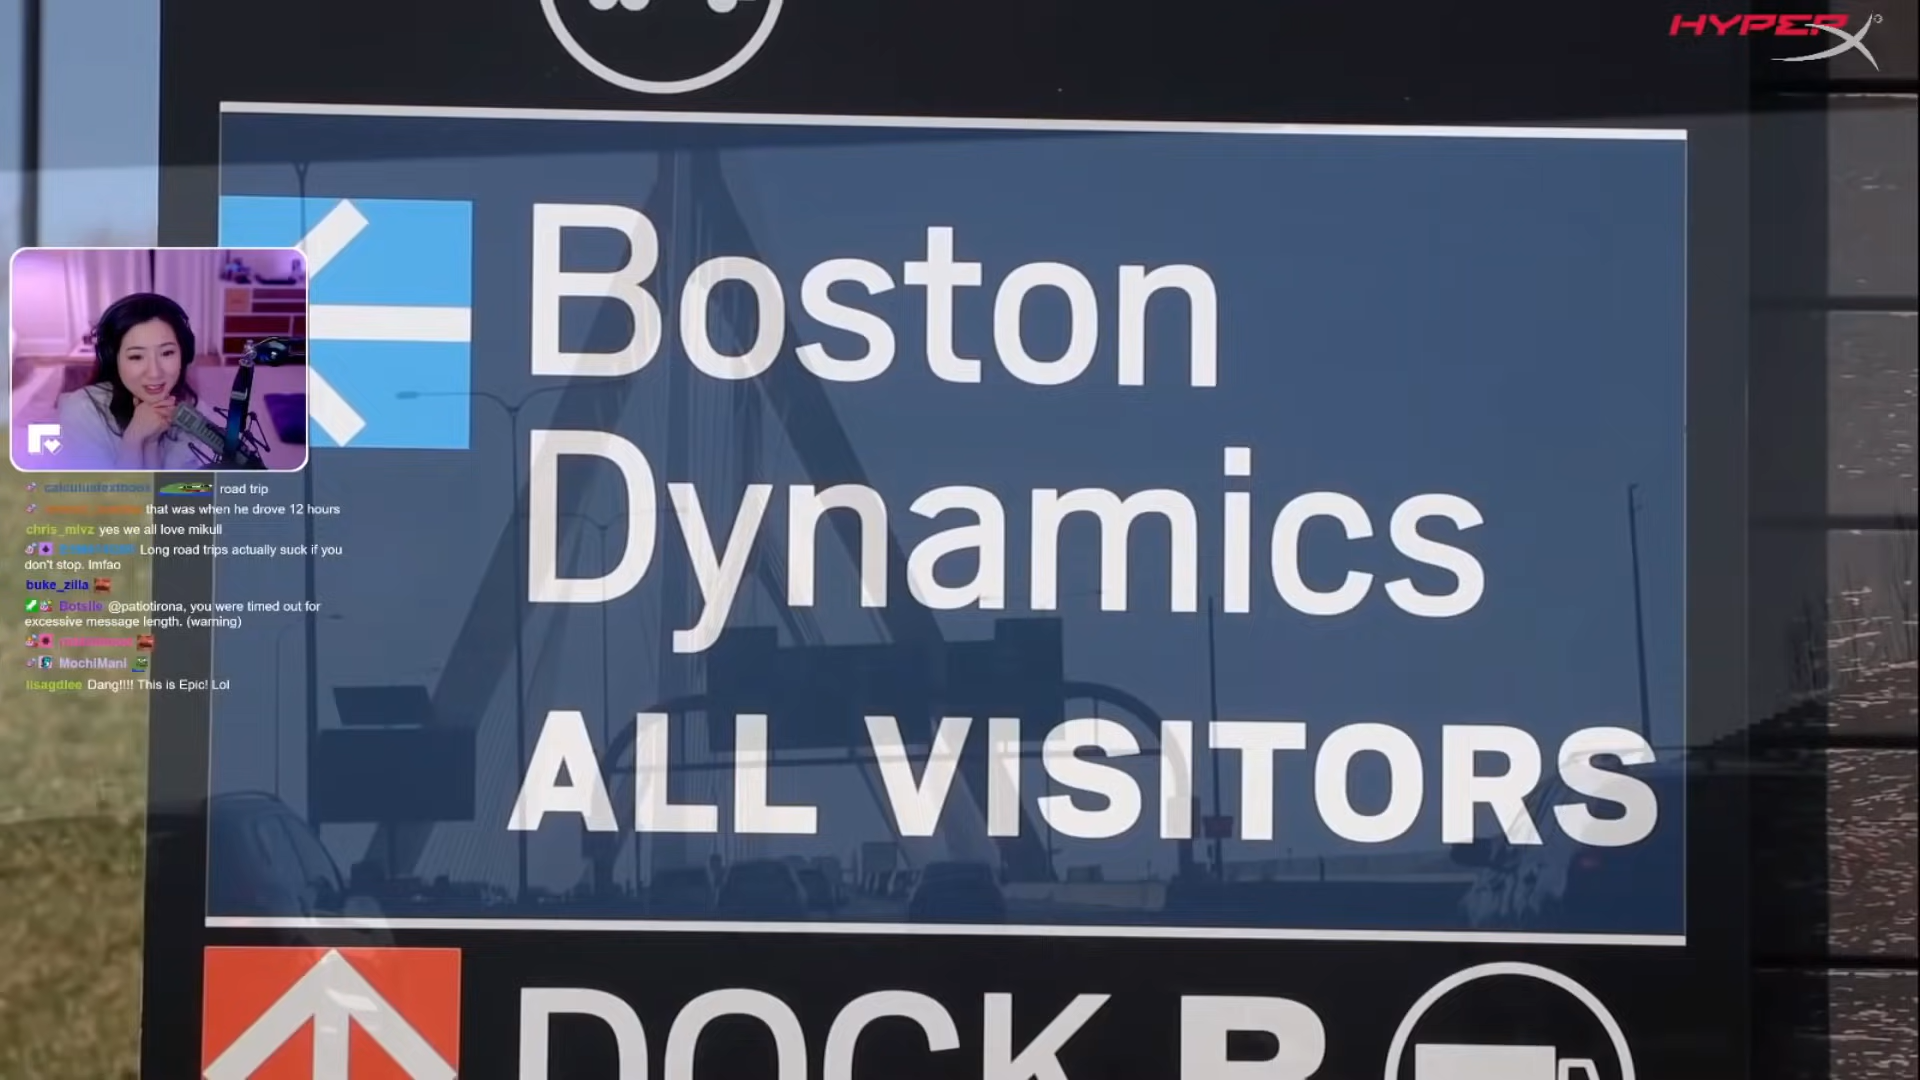 HYPERX
Boston
Dynamics
ALL VISITORS
DOCK B
road trip
that was when he drove 12 hours
chris_mlvz yes we all love mikull
Long road trips actually suck if you
don't stop. lmfao
buke_zilla
Botslie @patiotirona, you were timed out for
excessive message length. (warning)
MochiMani
lisagdlee Dang!!!! This is Epic! Lol